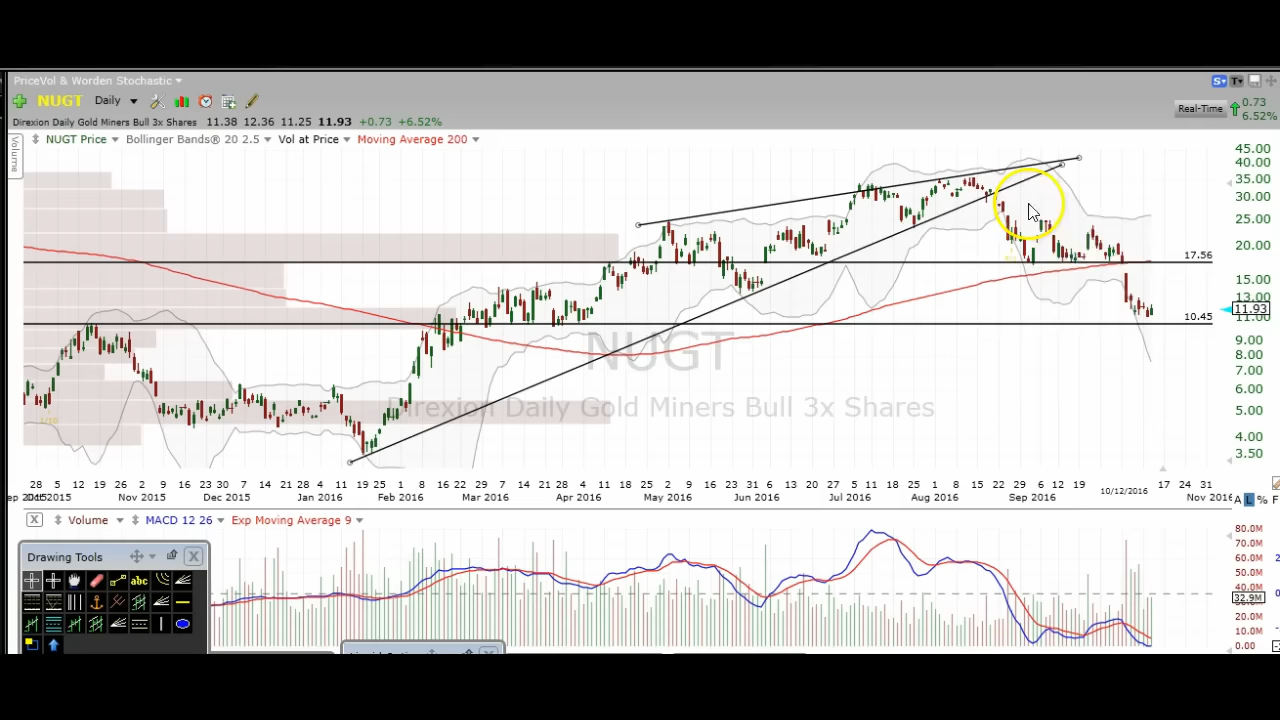 PriceVol & Worden Stochastic
S T
NUGT Daily
0.73
Real-Time
6.52%
Direxion Daily Gold Miners Bull 3x Shares 11.38 12.36 11.25 11.93 +0.73 +6.52%
Volume
NUGT Price Bollinger Bands® 20 2.5 Vol at Price Moving Average 200
45.00
40.00
35.00
30.00
25.00
20.00
17.56
15.00
13.00
11.93
11.00
10.45
9.00
8.00
7.00
6.00
5.00
4.00
3.50
NUGT
Direxion Daily Gold Miners Bull 3x Shares
28 5 12 19 26 2 9 16 23 30 7 14 21 28 4 11 19 25 1 8 16 22 29 7 14 21 28 4 11 18 25 2 9 16 23 31 6 13 20 27 5 11 18 25 1 8 15 22 29 6 12 19 10/12/2016 17 24 31
Oct 2015 Nov 2015 Dec 2015 Jan 2016 Feb 2016 Mar 2016 Apr 2016 May 2016 Jun 2016 Jul 2016 Aug 2016 Sep 2016 Nov 2016 A L % F
X Volume MACD 12 26 Exp Moving Average 9
80.0M
70.0M
60.0M
50.0M
40.0M
32.9M
20.0M
10.0M
0.00
Drawing Tools X
abc